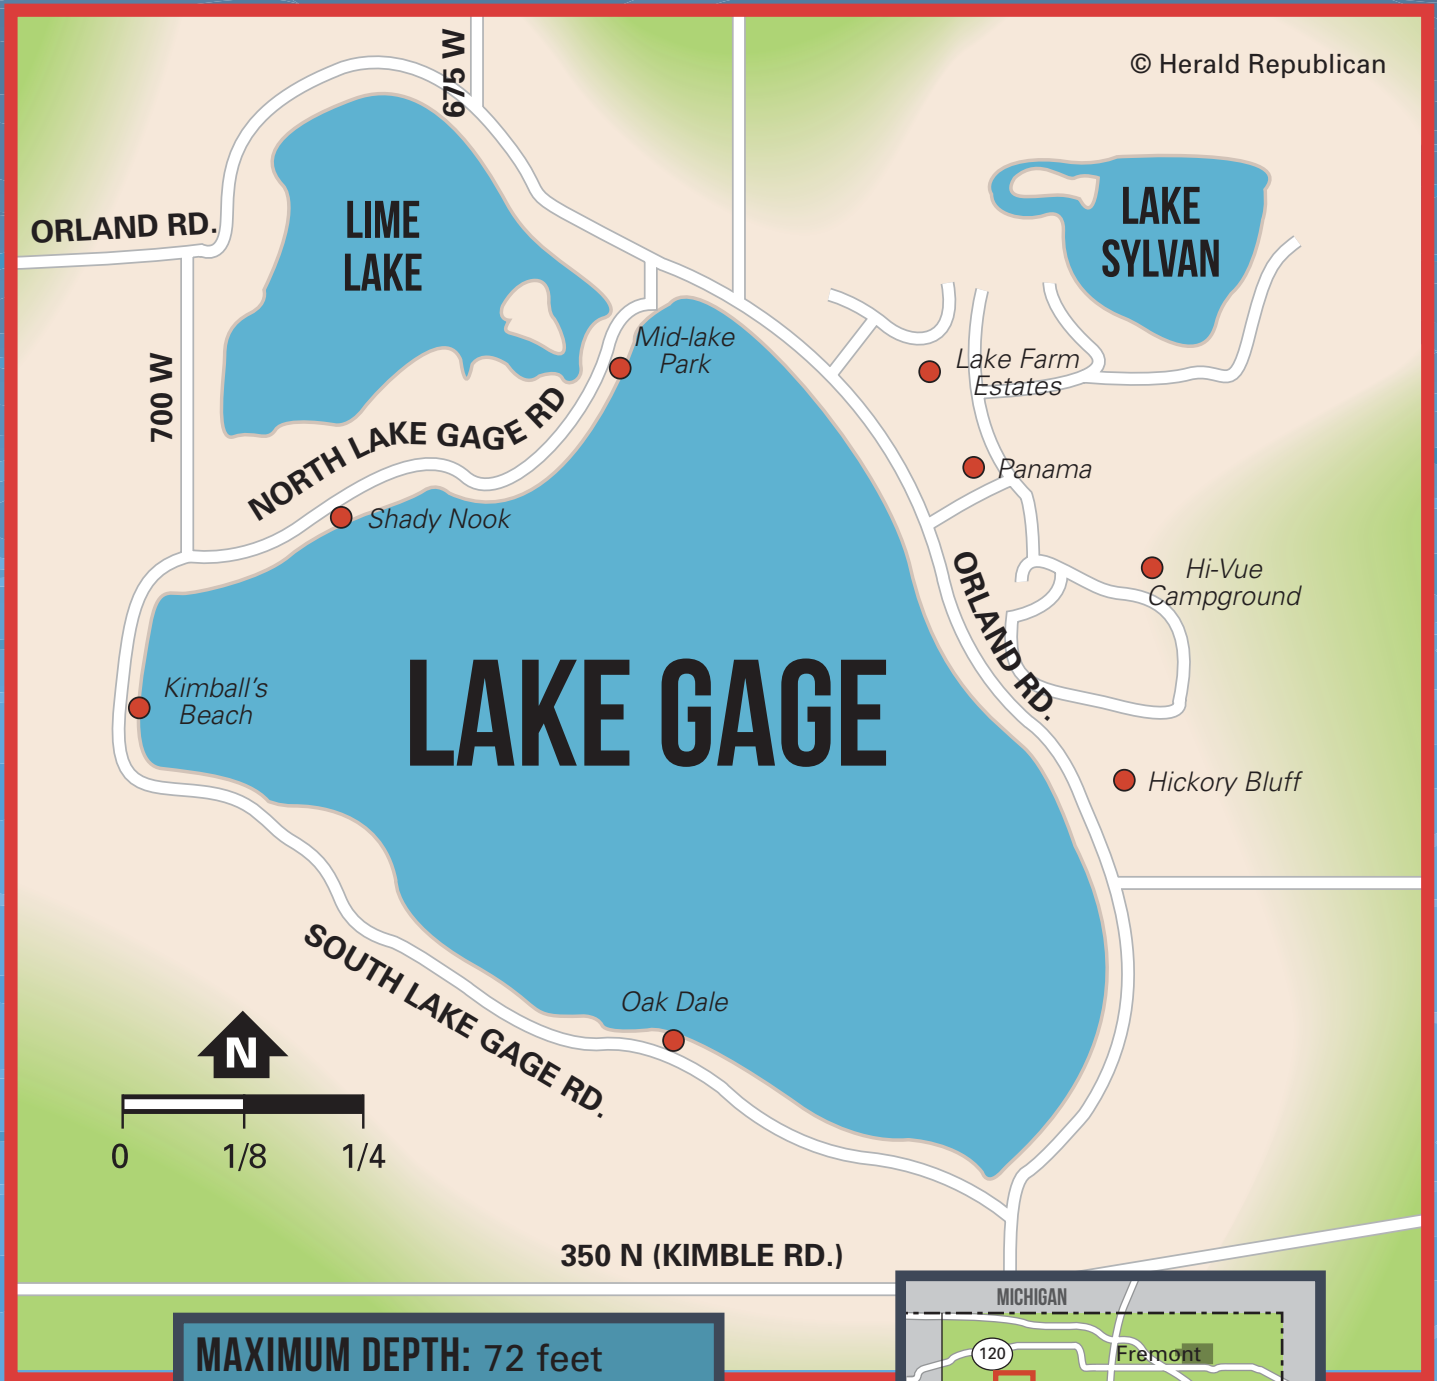 675 W
© Herald Republican
ORLAND RD.
LIME
LAKE
LAKE
SYLVAN
700 W
Mid-lake
Park
Lake Farm
Estates
NORTH LAKE GAGE RD
Panama
Shady Nook
ORLAND RD.
Hi-Vue
Campground
Kimball's
Beach
LAKE GAGE
Hickory Bluff
SOUTH LAKE GAGE RD.
Oak Dale
N
0 1/8 1/4
350 N (KIMBLE RD.)
MICHIGAN
120
Fremont
MAXIMUM DEPTH: 72 feet